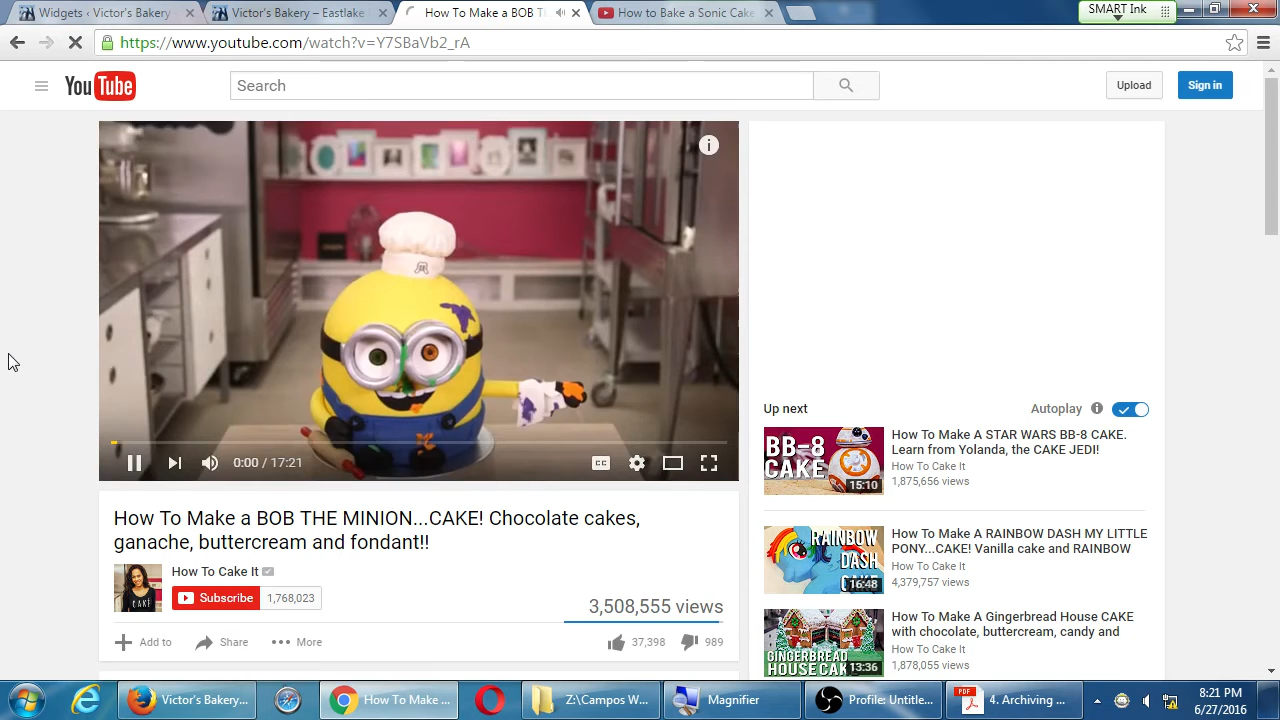 Widgets ‹ Victor's Bakery
Victor's Bakery – Eastlake
How To Make a BOB TH
How to Bake a Sonic Cake
SMART Ink
https://www.youtube.com/watch?v=Y7SBaVb2_rA
YouTube
Search
Upload
Sign in
0:00 / 17:21
CC
How To Make a BOB THE MINION...CAKE! Chocolate cakes,
ganache, buttercream and fondant!!
How To Cake It
CAKE
Subscribe
1,768,023
3,508,555 views
Add to
Share
More
37,398
989
Up next
Autoplay
BB-8
CAKE
15:10
How To Make A STAR WARS BB-8 CAKE.
Learn from Yolanda, the CAKE JEDI!
How To Cake It
1,875,656 views
RAINBOW
DASH
16:48
How To Make A RAINBOW DASH MY LITTLE
PONY...CAKE! Vanilla cake and RAINBOW
How To Cake It
4,379,757 views
GINGERBREAD
HOUSE CAK
13:36
How To Make A Gingerbread House CAKE
with chocolate, buttercream, candy and
How To Cake It
1,878,055 views
Victor's Bakery...
How To Make ...
Z:\Campos W...
Magnifier
Profile: Untitle...
PDF
4. Archiving ...
8:21 PM
6/27/2016